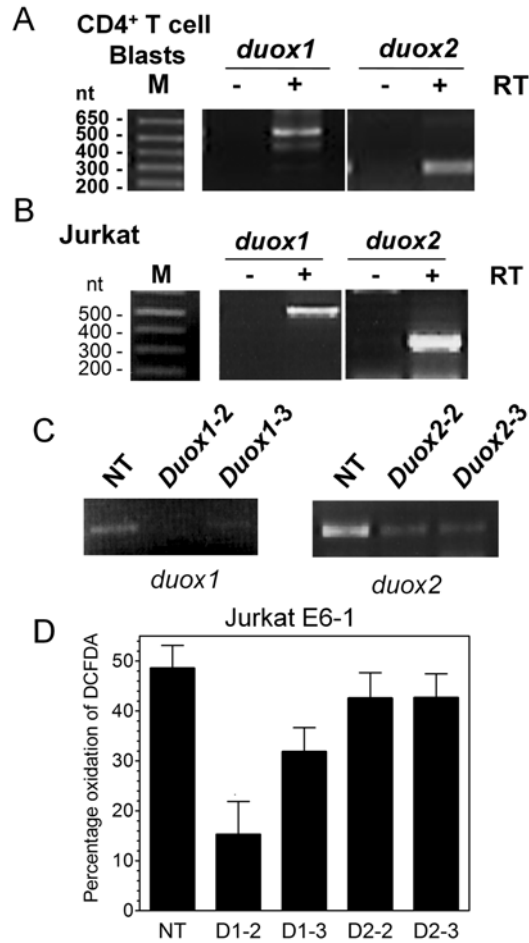 A
CD4+ T cell
Blasts
duox1 duox2
nt M - + - + RT
650 -
500 -
400 -
300 -
200 -
B
Jurkat
duox1 duox2
nt M - + - + RT
500 -
400 -
300 -
200 -
C
NT Duox1-2 Duox1-3 NT Duox2-2 Duox2-3
duox1 duox2
D
Jurkat E6-1
Percentage oxidation of DCFDA
50
40
30
20
10
0
NT D1-2 D1-3 D2-2 D2-3